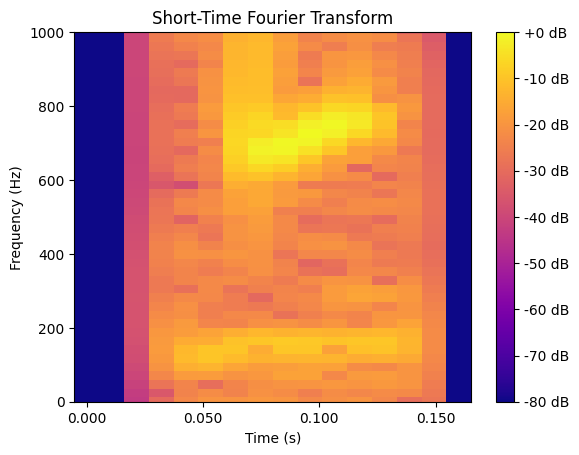 Short-Time Fourier Transform
1000
800
600
400
200
0
Frequency (Hz)
0.000
0.050
0.100
0.150
Time (s)
+0 dB
-10 dB
-20 dB
-30 dB
-40 dB
-50 dB
-60 dB
-70 dB
-80 dB